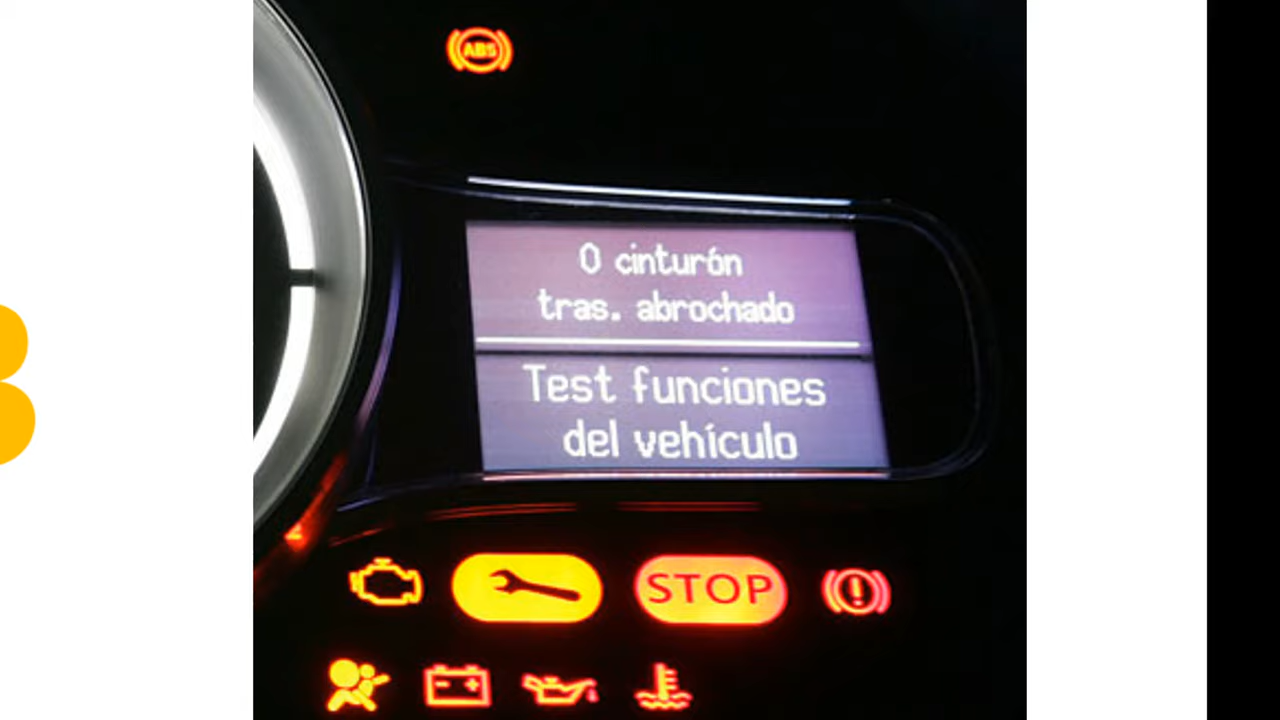 ABS
0 cinturón
tras. abrochado
Test funciones
del vehículo
STOP